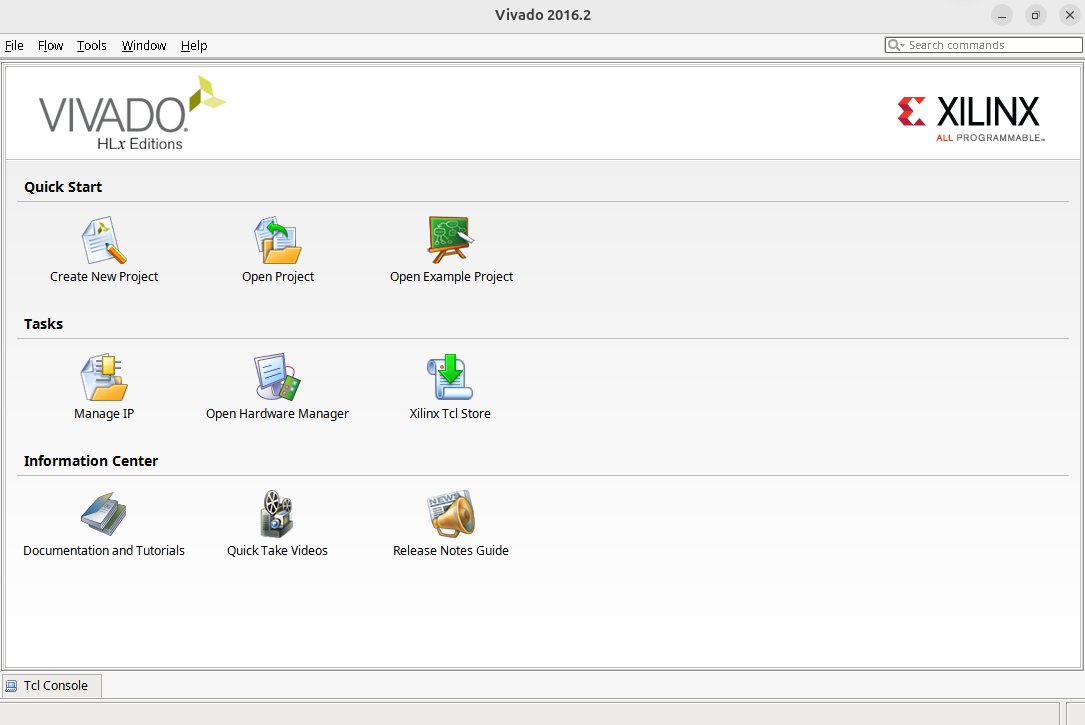 Vivado 2016.2
File Flow Tools Window Help
Search commands
VIVADO.
HLx Editions
XILINX
ALL PROGRAMMABLE™
Quick Start
Create New Project Open Project Open Example Project
Tasks
Manage IP Open Hardware Manager Xilinx Tcl Store
Information Center
NEWS
Documentation and Tutorials Quick Take Videos Release Notes Guide
Tcl Console